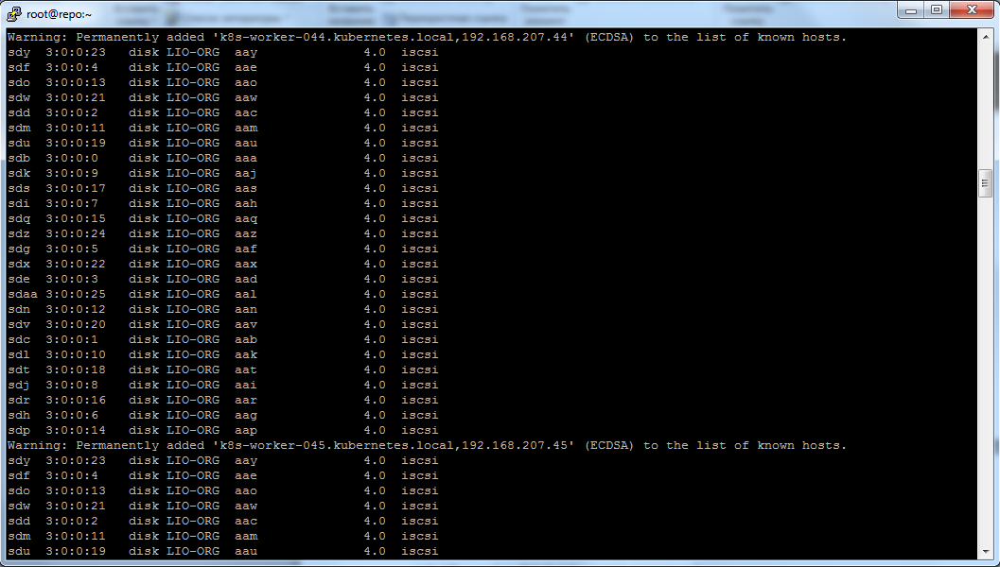 root@repo:~
Warning: Permanently added 'k8s-worker-044.kubernetes.local,192.168.207.44' (ECDSA) to the list of known hosts.
sdy  3:0:0:23   disk LIO-ORG  aay              4.0  iscsi
sdf  3:0:0:4    disk LIO-ORG  aae              4.0  iscsi
sdo  3:0:0:13   disk LIO-ORG  aao              4.0  iscsi
sdw  3:0:0:21   disk LIO-ORG  aaw              4.0  iscsi
sdd  3:0:0:2    disk LIO-ORG  aac              4.0  iscsi
sdm  3:0:0:11   disk LIO-ORG  aam              4.0  iscsi
sdu  3:0:0:19   disk LIO-ORG  aau              4.0  iscsi
sdb  3:0:0:0    disk LIO-ORG  aaa              4.0  iscsi
sdk  3:0:0:9    disk LIO-ORG  aaj              4.0  iscsi
sds  3:0:0:17   disk LIO-ORG  aas              4.0  iscsi
sdi  3:0:0:7    disk LIO-ORG  aah              4.0  iscsi
sdq  3:0:0:15   disk LIO-ORG  aaq              4.0  iscsi
sdz  3:0:0:24   disk LIO-ORG  aaz              4.0  iscsi
sdg  3:0:0:5    disk LIO-ORG  aaf              4.0  iscsi
sdx  3:0:0:22   disk LIO-ORG  aax              4.0  iscsi
sde  3:0:0:3    disk LIO-ORG  aad              4.0  iscsi
sdaa 3:0:0:25   disk LIO-ORG  aal              4.0  iscsi
sdn  3:0:0:12   disk LIO-ORG  aan              4.0  iscsi
sdv  3:0:0:20   disk LIO-ORG  aav              4.0  iscsi
sdc  3:0:0:1    disk LIO-ORG  aab              4.0  iscsi
sdl  3:0:0:10   disk LIO-ORG  aak              4.0  iscsi
sdt  3:0:0:18   disk LIO-ORG  aat              4.0  iscsi
sdj  3:0:0:8    disk LIO-ORG  aai              4.0  iscsi
sdr  3:0:0:16   disk LIO-ORG  aar              4.0  iscsi
sdh  3:0:0:6    disk LIO-ORG  aag              4.0  iscsi
sdp  3:0:0:14   disk LIO-ORG  aap              4.0  iscsi
Warning: Permanently added 'k8s-worker-045.kubernetes.local,192.168.207.45' (ECDSA) to the list of known hosts.
sdy  3:0:0:23   disk LIO-ORG  aay              4.0  iscsi
sdf  3:0:0:4    disk LIO-ORG  aae              4.0  iscsi
sdo  3:0:0:13   disk LIO-ORG  aao              4.0  iscsi
sdw  3:0:0:21   disk LIO-ORG  aaw              4.0  iscsi
sdd  3:0:0:2    disk LIO-ORG  aac              4.0  iscsi
sdm  3:0:0:11   disk LIO-ORG  aam              4.0  iscsi
sdu  3:0:0:19   disk LIO-ORG  aau              4.0  iscsi